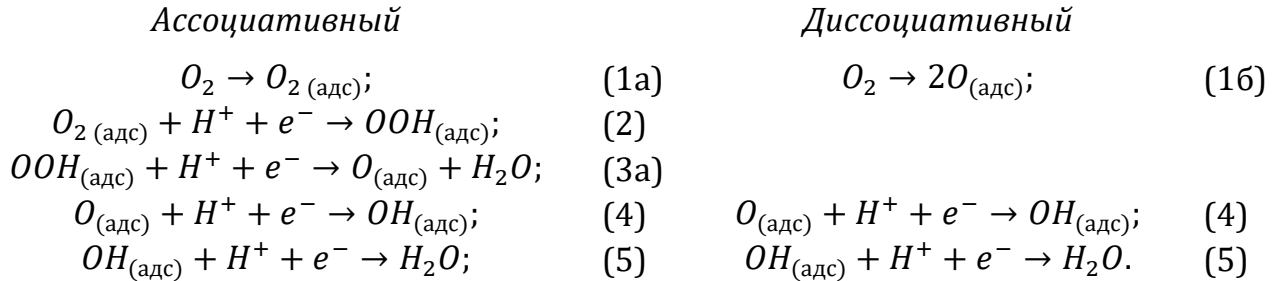 Ассоциативный Диссоциативный
O₂ → O₂ (адс); (1а) O₂ → 2O(адс); (1б)
O₂ (адс) + H⁺ + e⁻ → OOH(адс); (2)
OOH(адс) + H⁺ + e⁻ → O(адс) + H₂O; (3а)
O(адс) + H⁺ + e⁻ → OH(адс); (4) O(адс) + H⁺ + e⁻ → OH(адс); (4)
OH(адс) + H⁺ + e⁻ → H₂O; (5) OH(адс) + H⁺ + e⁻ → H₂O. (5)